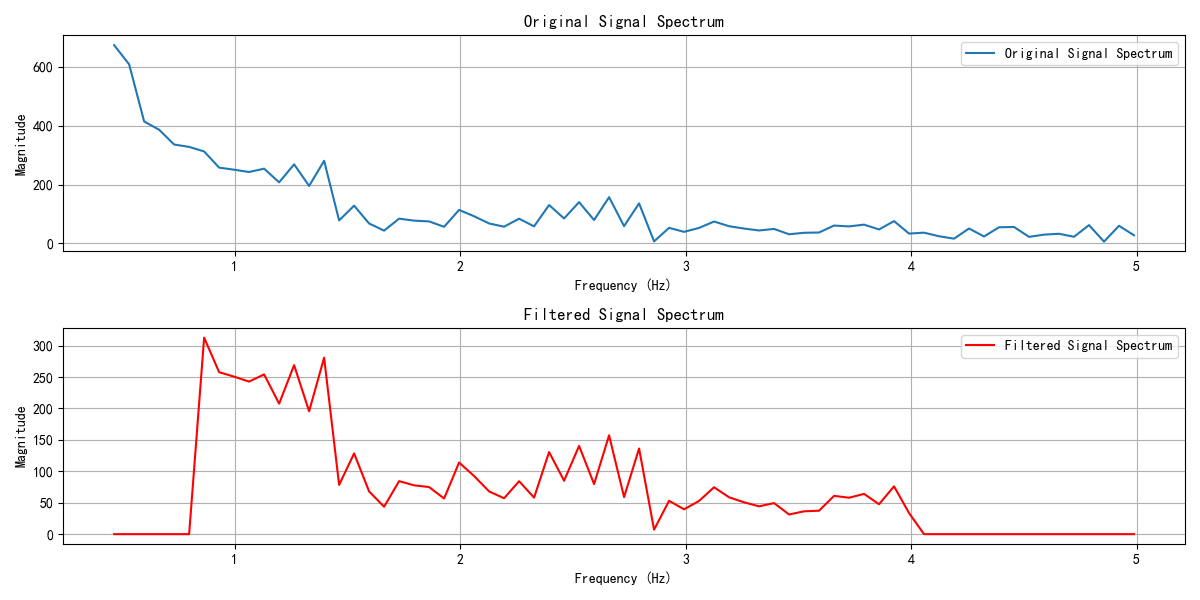 Original Signal Spectrum
Original Signal Spectrum
Magnitude
600
400
200
0
1 2 3 4 5
Frequency (Hz)
Filtered Signal Spectrum
Filtered Signal Spectrum
Magnitude
300
250
200
150
100
50
0
1 2 3 4 5
Frequency (Hz)